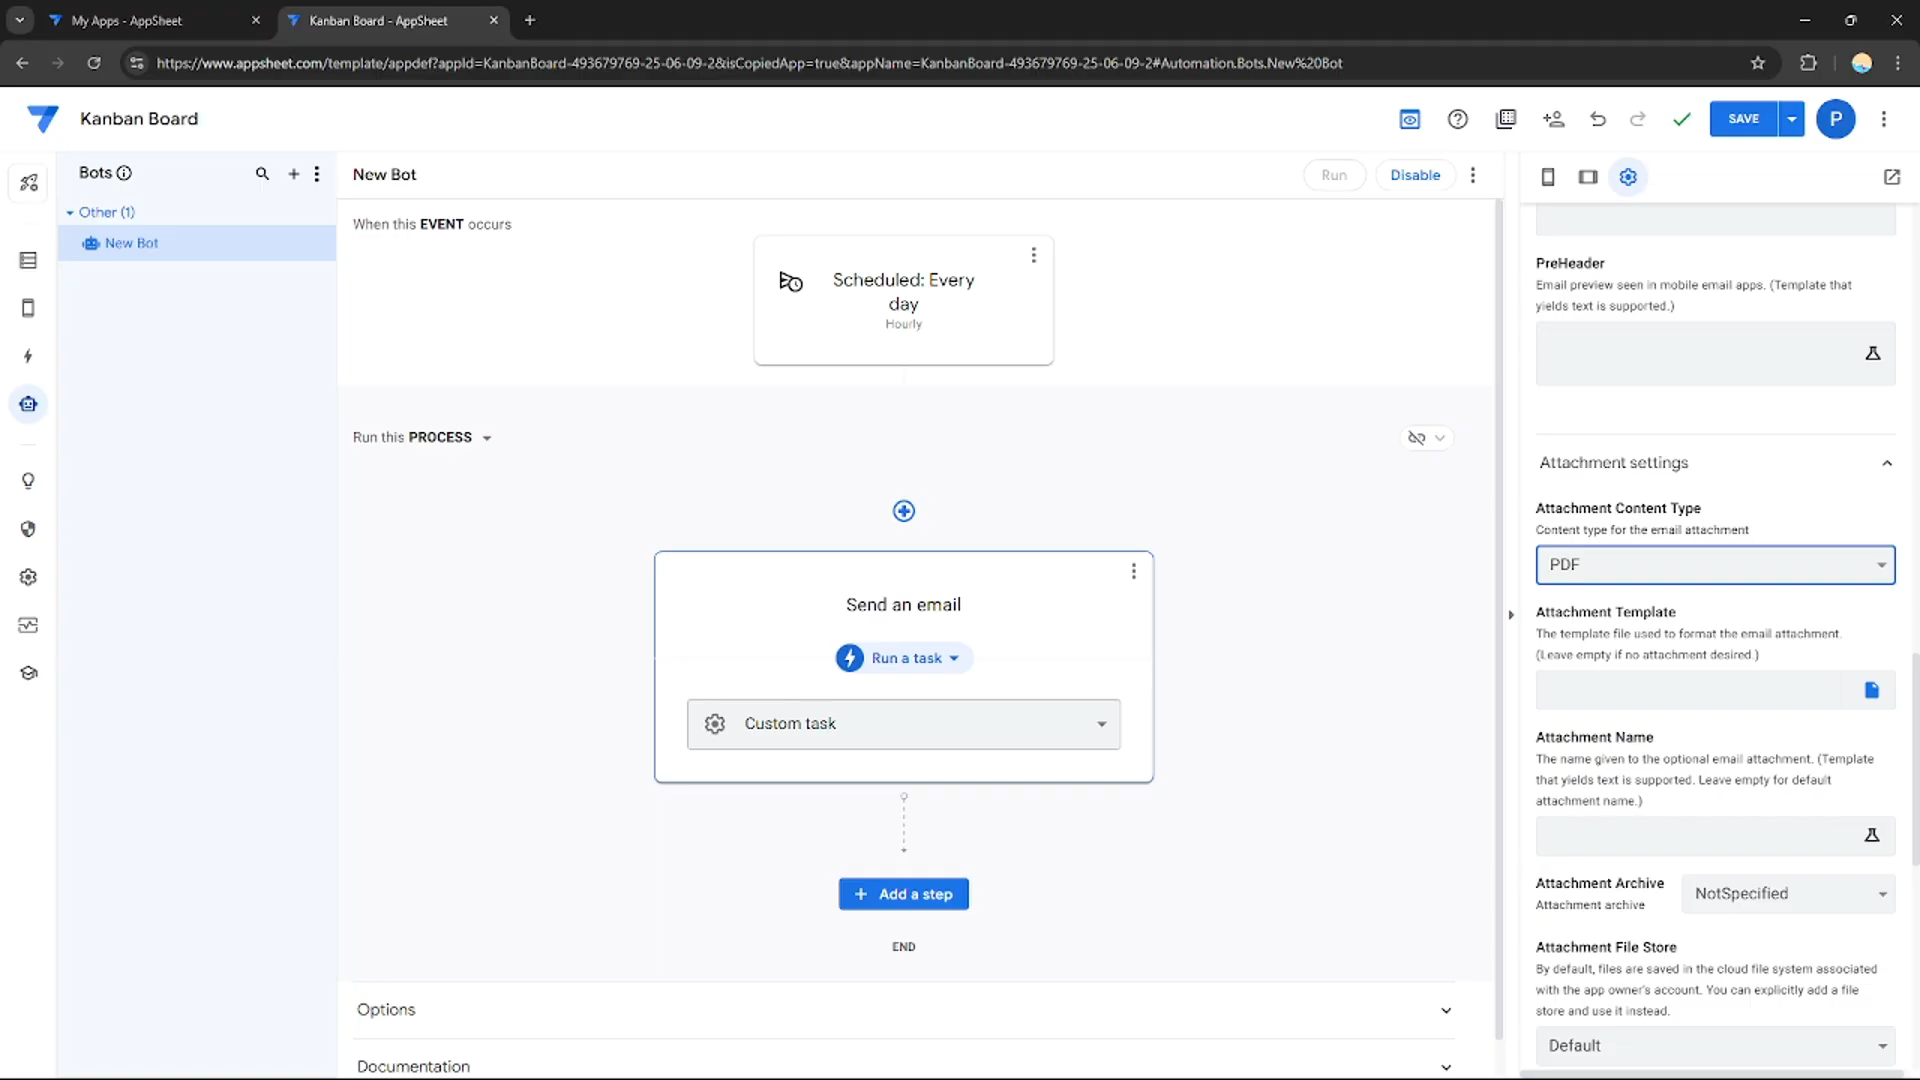 My Apps - AppSheet
Kanban Board - AppSheet
https://www.appsheet.com/template/appdef?appId=KanbanBoard-493679769-25-06-09-2&isCopiedApp=true&appName=KanbanBoard-493679769-25-06-09-2#Automation.Bots.New%20Bot
Kanban Board
SAVE
P
Bots
Other (1)
New Bot
New Bot
Run
Disable
When this EVENT occurs
Scheduled: Every
day
Hourly
Run this PROCESS
Send an email
Run a task
Custom task
Add a step
END
Options
Documentation
PreHeader
Email preview seen in mobile email apps. (Template that
yields text is supported.)
Attachment settings
Attachment Content Type
Content type for the email attachment
PDF
Attachment Template
The template file used to format the email attachment.
(Leave empty if no attachment desired.)
Attachment Name
The name given to the optional email attachment. (Template
that yields text is supported. Leave empty for default
attachment name.)
Attachment Archive
Attachment archive
NotSpecified
Attachment File Store
By default, files are saved in the cloud file system associated
with the app owner's account. You can explicitly add a file
store and use it instead.
Default